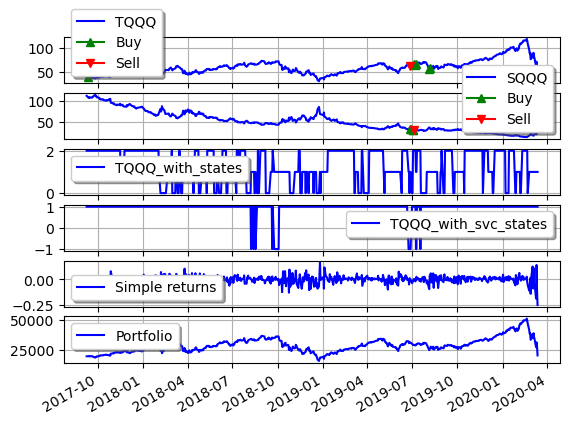 TQQQ
Buy
Sell
100
50
SQQQ
Buy
Sell
100
50
TQQQ_with_states
2
0
TQQQ_with_svc_states
1
0
−1
Simple returns
0.00
−0.25
Portfolio
50000
25000
2017-10
2018-01
2018-04
2018-07
2018-10
2019-01
2019-04
2019-07
2019-10
2020-01
2020-04